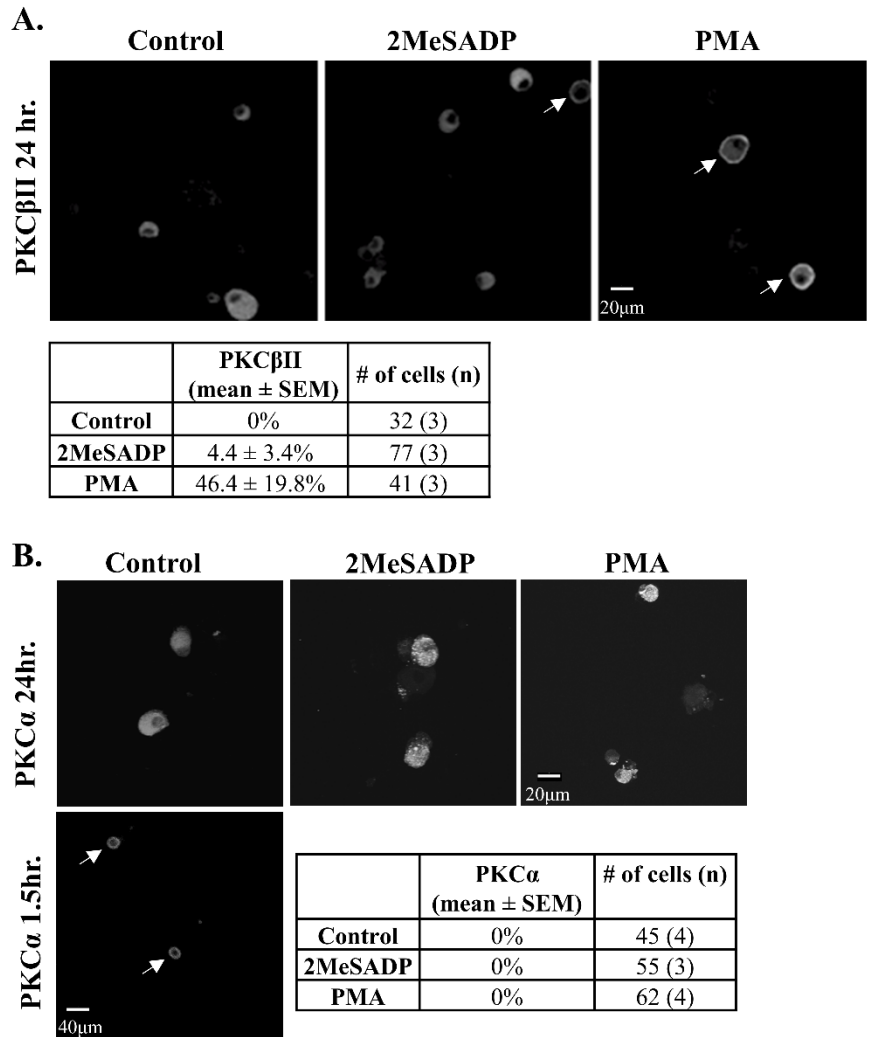 A.
Control 2MeSADP PMA
PKCβII 24 hr.
20μm
PKCβII
(mean ± SEM) # of cells (n)
Control 0% 32 (3)
2MeSADP 4.4 ± 3.4% 77 (3)
PMA 46.4 ± 19.8% 41 (3)
B.
Control 2MeSADP PMA
PKCα 24hr.
20μm
PKCα 1.5hr.
40μm
PKCα
(mean ± SEM) # of cells (n)
Control 0% 45 (4)
2MeSADP 0% 55 (3)
PMA 0% 62 (4)